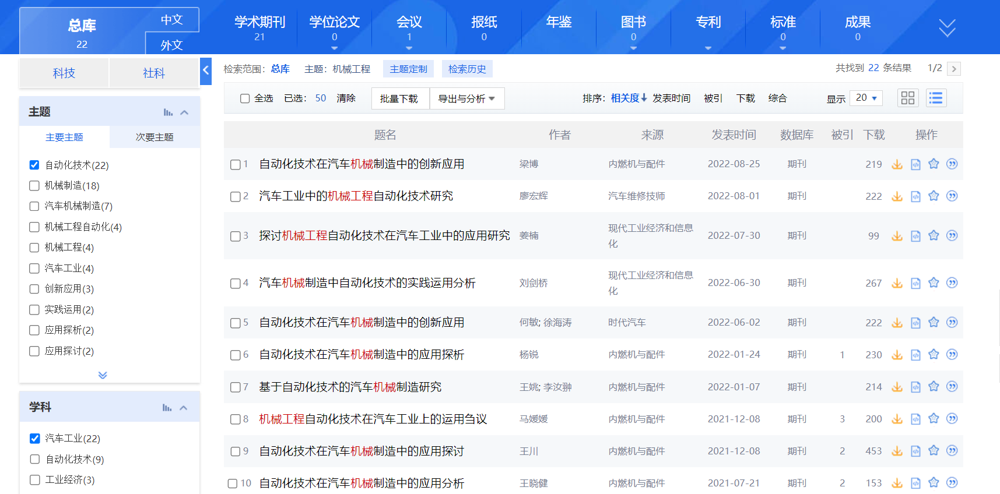 总库
22
中文
外文
学术期刊
21
学位论文
0
会议
1
报纸
0
年鉴
图书
0
专利
标准
0
成果
0
科技
社科
检索范围：总库 主题：机械工程 主题定制 检索历史
共找到 22 条结果 1/2
全选 已选：50 清除 批量下载 导出与分析
排序：相关度 发表时间 被引 下载 综合 显示 20
主题
主要主题 次要主题
自动化技术(22)
机械制造(18)
汽车机械制造(7)
机械工程自动化(4)
机械工程(4)
汽车工业(4)
创新应用(3)
实践运用(2)
应用探析(2)
应用探讨(2)
学科
汽车工业(22)
自动化技术(9)
工业经济(3)
题名 作者 来源 发表时间 数据库 被引 下载 操作
1 自动化技术在汽车机械制造中的创新应用 梁博 内燃机与配件 2022-08-25 期刊 219
2 汽车工业中的机械工程自动化技术研究 廖宏辉 汽车维修技师 2022-08-01 期刊 222
3 探讨机械工程自动化技术在汽车工业中的应用研究 姜楠 现代工业经济和信息化 2022-07-30 期刊 99
4 汽车机械制造中自动化技术的实践运用分析 刘剑桥 现代工业经济和信息化 2022-06-30 期刊 267
5 自动化技术在汽车机械制造中的创新应用 何敏; 徐海涛 时代汽车 2022-06-02 期刊 222
6 自动化技术在汽车机械制造中的应用探析 杨锐 内燃机与配件 2022-01-24 期刊 1 230
7 基于自动化技术的汽车机械制造研究 王姚; 李汝翀 内燃机与配件 2022-01-07 期刊 214
8 机械工程自动化技术在汽车工业上的运用刍议 马媛媛 内燃机与配件 2021-12-08 期刊 3 200
9 自动化技术在汽车机械制造中的应用探讨 王川 内燃机与配件 2021-12-08 期刊 2 453
10 自动化技术在汽车机械制造中的应用分析 王晓健 内燃机与配件 2021-07-21 期刊 2 153